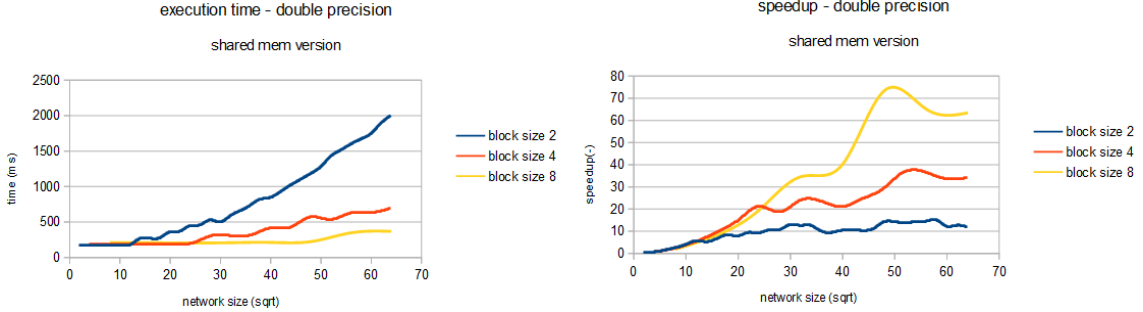 execution time - double precision
shared mem version
2500
2000
1500
1000
500
0
time (ms)
0 10 20 30 40 50 60 70
network size (sqrt)
block size 2
block size 4
block size 8
speedup - double precision
shared mem version
80
70
60
50
40
30
20
10
0
speedup(-)
0 10 20 30 40 50 60 70
network size (sqrt)
block size 2
block size 4
block size 8